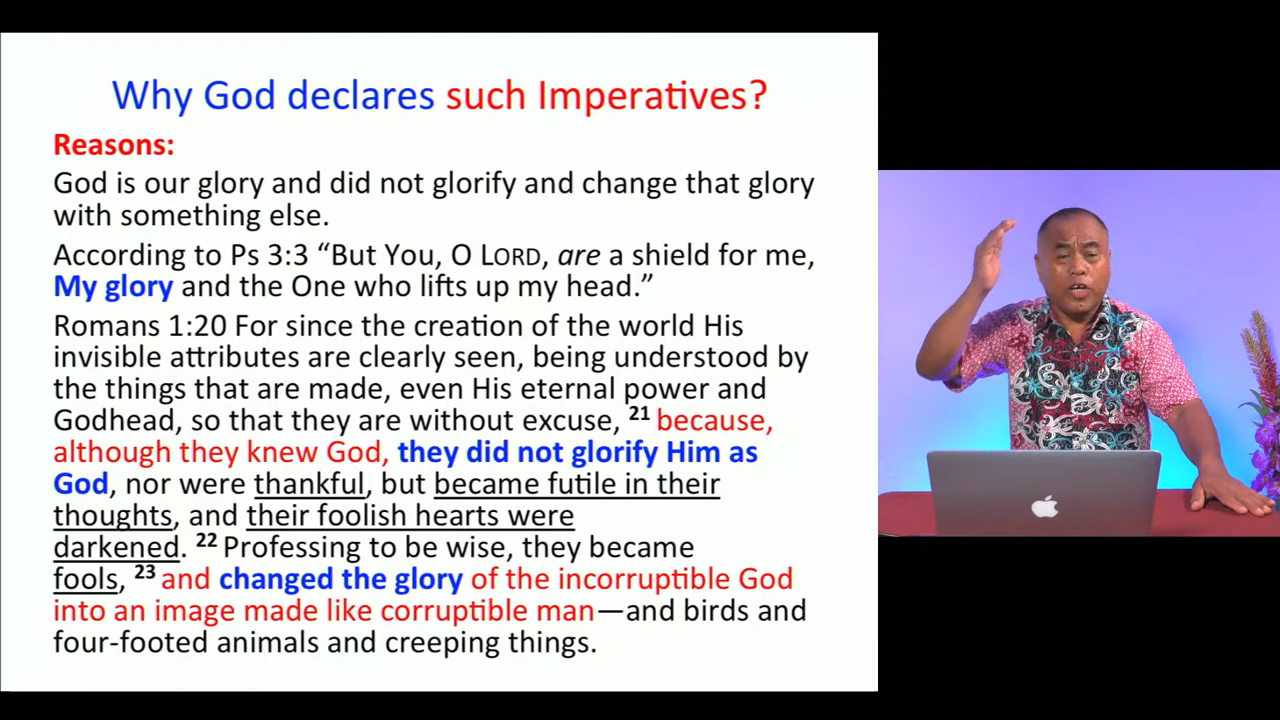 Why God declares such Imperatives?
Reasons:
God is our glory and did not glorify and change that glory
with something else.
According to Ps 3:3 “But You, O LORD, are a shield for me,
My glory and the One who lifts up my head.”
Romans 1:20 For since the creation of the world His
invisible attributes are clearly seen, being understood by
the things that are made, even His eternal power and
Godhead, so that they are without excuse, 21 because,
although they knew God, they did not glorify Him as
God, nor were thankful, but became futile in their
thoughts, and their foolish hearts were
darkened. 22 Professing to be wise, they became
fools, 23 and changed the glory of the incorruptible God
into an image made like corruptible man—and birds and
four-footed animals and creeping things.